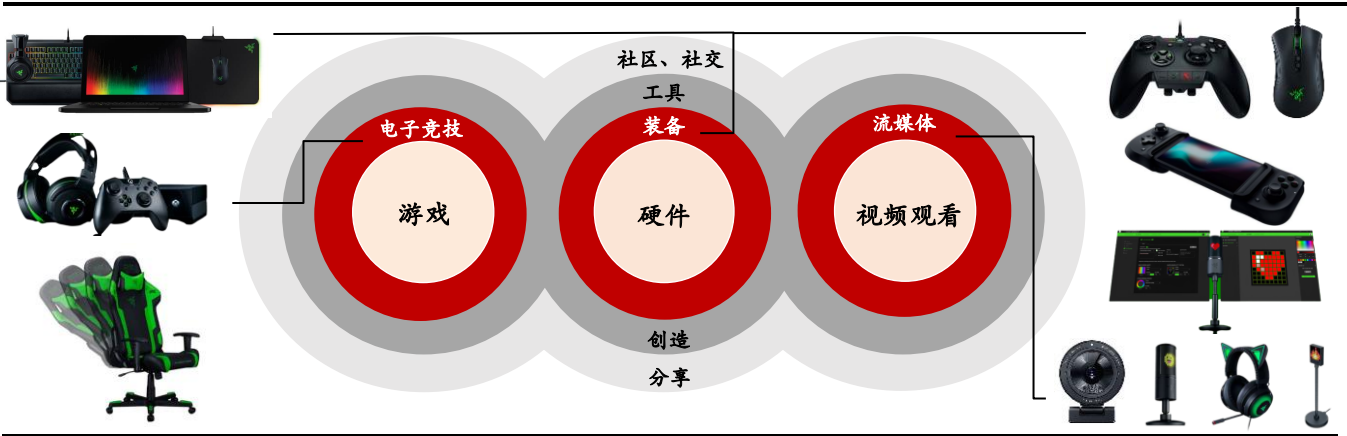 社区、社交
工具
电子竞技
装备
流媒体
游戏
硬件
视频观看
创造
分享